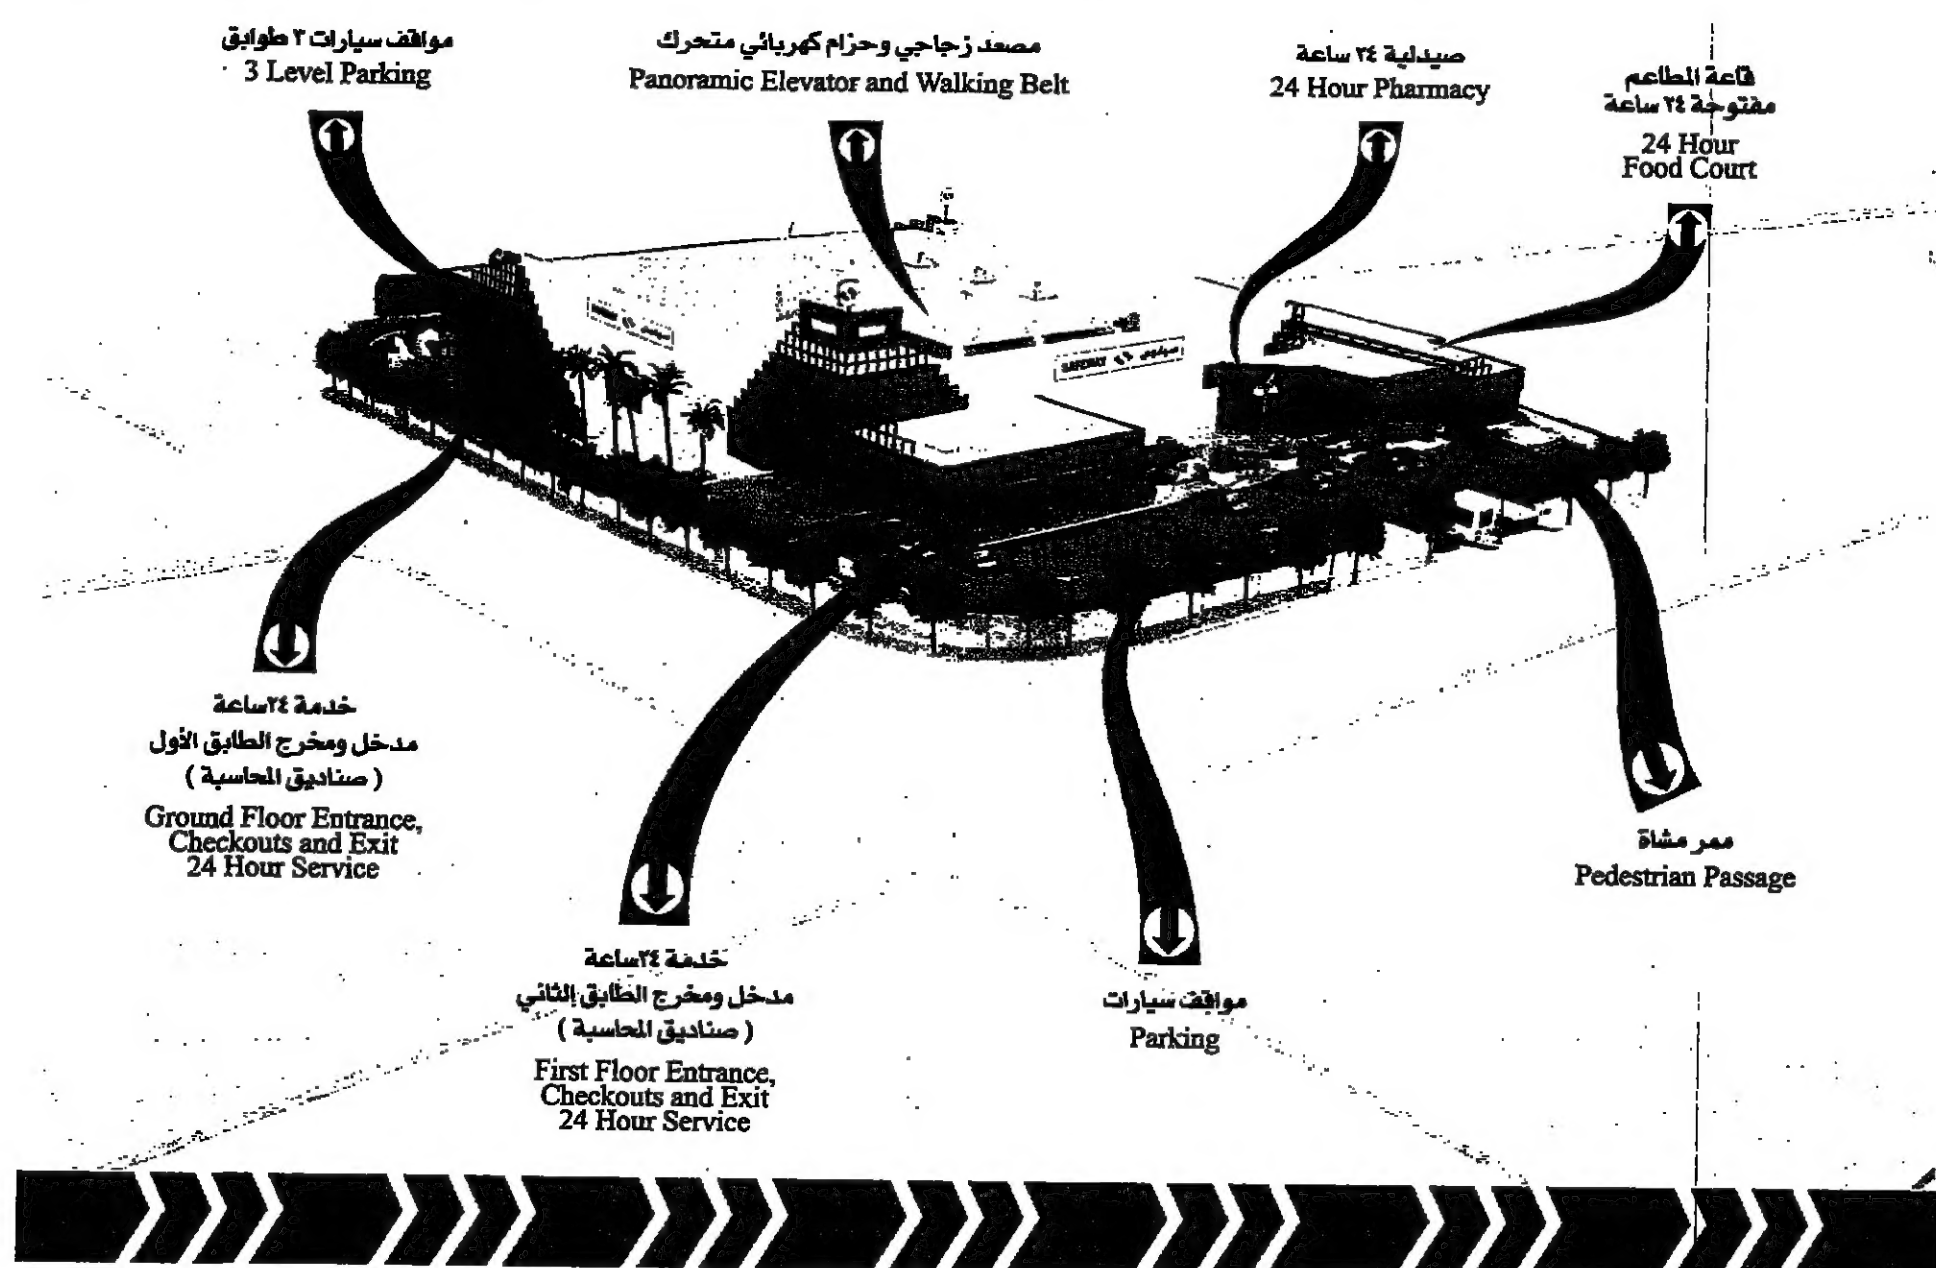 مواقف سيارات ٣ طوابق
3 Level Parking
مصعد زجاجي وحزام كهربائي متحرك
Panoramic Elevator and Walking Belt
صيدلية ٢٤ ساعة
24 Hour Pharmacy
قاعة المطاعم
مفتوحة ٢٤ ساعة
24 Hour
Food Court
SAFEWAY سيفوي
خدمة ٢٤ساعة
مدخل ومخرج الطابق الأول
( صناديق المحاسبة )
Ground Floor Entrance,
Checkouts and Exit
24 Hour Service
خدمة ٢٤ساعة
مدخل ومخرج الطابق الثاني
( صناديق المحاسبة )
First Floor Entrance,
Checkouts and Exit
24 Hour Service
مواقف سيارات
Parking
ممر مشاة
Pedestrian Passage